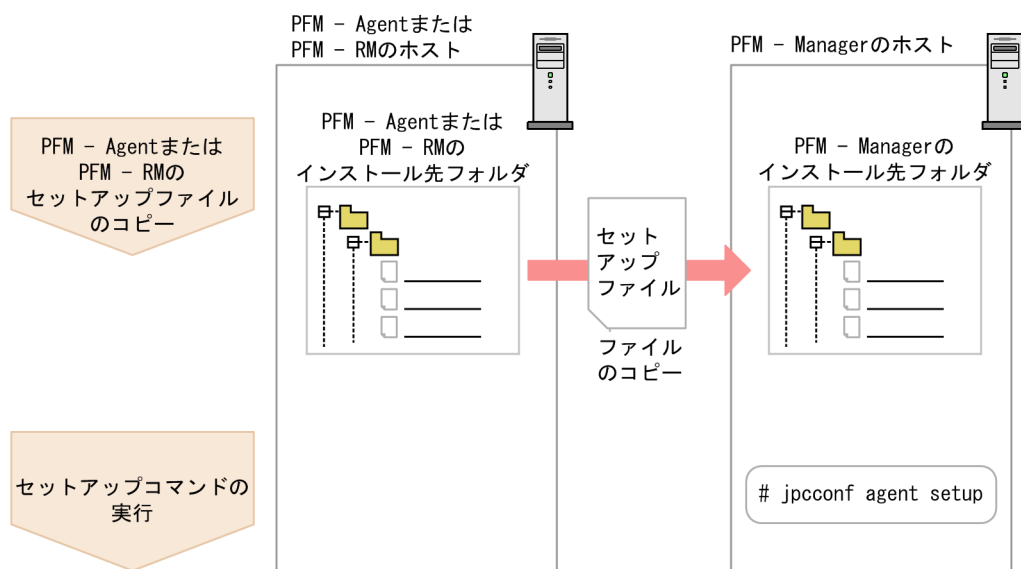 PFM - Agentまたは
PFM - RMのホスト
PFM - Managerのホスト
PFM - Agentまたは
PFM - RMの
セットアップファイル
のコピー
PFM - Agentまたは
PFM - RMの
インストール先フォルダ
セット
アップ
ファイル
ファイル
のコピー
PFM - Managerの
インストール先フォルダ
セットアップコマンドの
実行
# jpcconf agent setup